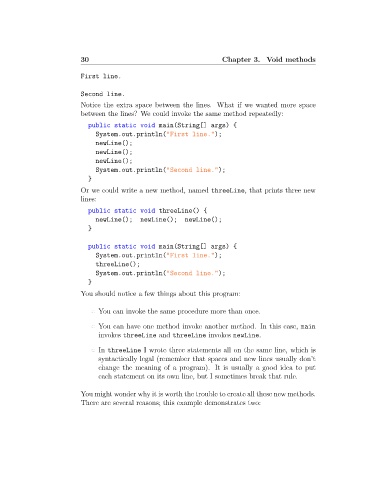 30 Chapter 3. Void methods
First line.
Second line.
Notice the extra space between the lines. What if we wanted more space
between the lines? We could invoke the same method repeatedly:
public static void main(String[] args) {
System.out.println("First line.");
newLine();
newLine();
newLine();
System.out.println("Second line.");
}
Or we could write a new method, named threeLine, that prints three new
lines:
public static void threeLine() {
newLine(); newLine(); newLine();
}
public static void main(String[] args) {
System.out.println("First line.");
threeLine();
System.out.println("Second line.");
}
You should notice a few things about this program:
You can invoke the same procedure more than once.
You can have one method invoke another method. In this case, main
invokes threeLine and threeLine invokes newLine.
In threeLine I wrote three statements all on the same line, which is
syntactically legal (remember that spaces and new lines usually don't
change the meaning of a program). It is usually a good idea to put
each statement on its own line, but I sometimes break that rule.
You might wonder why it is worth the trouble to create all these new methods.
There are several reasons; this example demonstrates two: